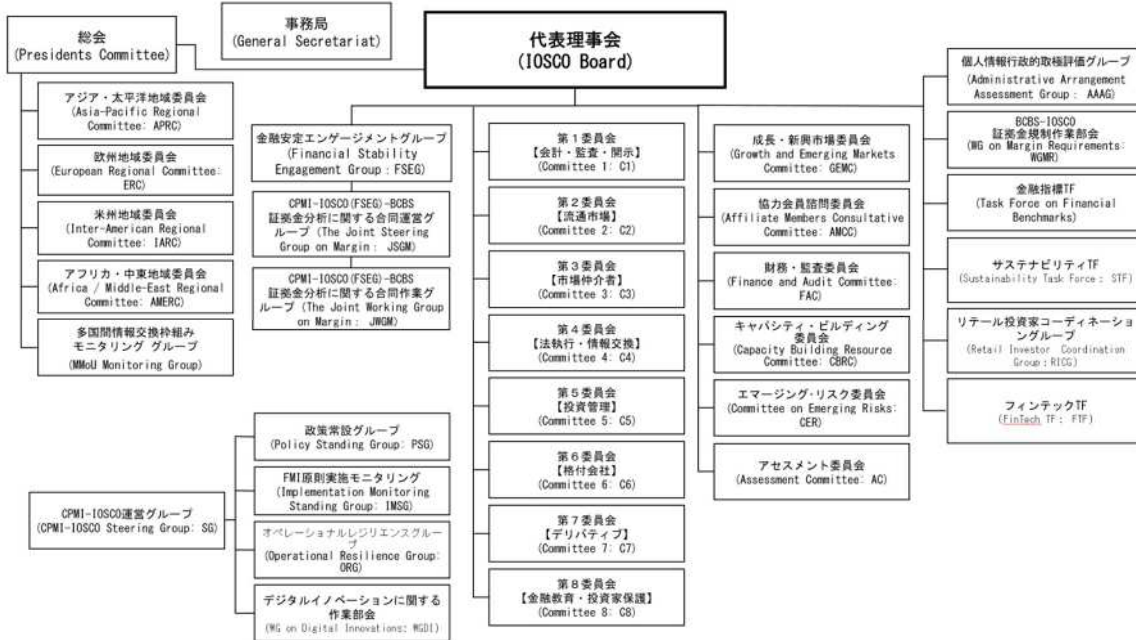 総会
(Presidents Committee)
事務局
(General Secretariat)
代表理事会
(IOSCO Board)
アジア・太平洋地域委員会
(Asia-Pacific Regional
Committee: APRC)
欧州地域委員会
(European Regional Committee:
ERC)
米州地域委員会
(Inter-American Regional
Committee: IARC)
アフリカ・中東地域委員会
(Africa / Middle-East Regional
Committee: AMERC)
多国間情報交換枠組み
モニタリング グループ
(MMoU Monitoring Group)
金融安定エンゲージメントグループ
(Financial Stability
Engagement Group : FSEG)
CPMI-IOSCO(FSEG)-BCBS
証拠金分析に関する合同運営グ
ループ (The Joint Steering
Group on Margin : JSGM)
CPMI-IOSCO(FSEG)-BCBS
証拠金分析に関する合同作業グ
ループ (The Joint Working Group
on Margin : JWGM)
第1委員会
【会計・監査・開示】
(Committee 1: C1)
第2委員会
【流通市場】
(Committee 2: C2)
第3委員会
【市場仲介者】
(Committee 3: C3)
第4委員会
【法執行・情報交換】
(Committee 4: C4)
第5委員会
【投資管理】
(Committee 5: C5)
第6委員会
【格付会社】
(Committee 6: C6)
第7委員会
【デリバティブ】
(Committee 7: C7)
第8委員会
【金融教育・投資家保護】
(Committee 8: C8)
成長・新興市場委員会
(Growth and Emerging Markets
Committee: GEMC)
協力会員諮問委員会
(Affiliate Members Consultative
Committee: AMCC)
財務・監査委員会
(Finance and Audit Committee:
FAC)
キャパシティ・ビルディング
委員会
(Capacity Building Resource
Committee: CBRC)
エマージング・リスク委員会
(Committee on Emerging Risks:
CER)
アセスメント委員会
(Assessment Committee: AC)
個人情報行政的取極評価グループ
(Administrative Arrangement
Assessment Group : AAAG)
BCBS-IOSCO
証拠金規制作業部会
(WG on Margin Requirements:
WGMR)
金融指標TF
(Task Force on Financial
Benchmarks)
サステナビリティTF
(Sustainability Task Force : STF)
リテール投資家コーディネーショ
ングループ
(Retail Investor Coordination
Group : RICG)
フィンテックTF
(FinTech TF : FTF)
CPMI-IOSCO運営グループ
(CPMI-IOSCO Steering Group: SG)
政策常設グループ
(Policy Standing Group: PSG)
FMI原則実施モニタリング
(Implementation Monitoring
Standing Group: IMSG)
オペレーショナルレジリエンスグルー
プ
(Operational Resilience Group:
ORG)
デジタルイノベーションに関する
作業部会
(WG on Digital Innovations: WGDI)